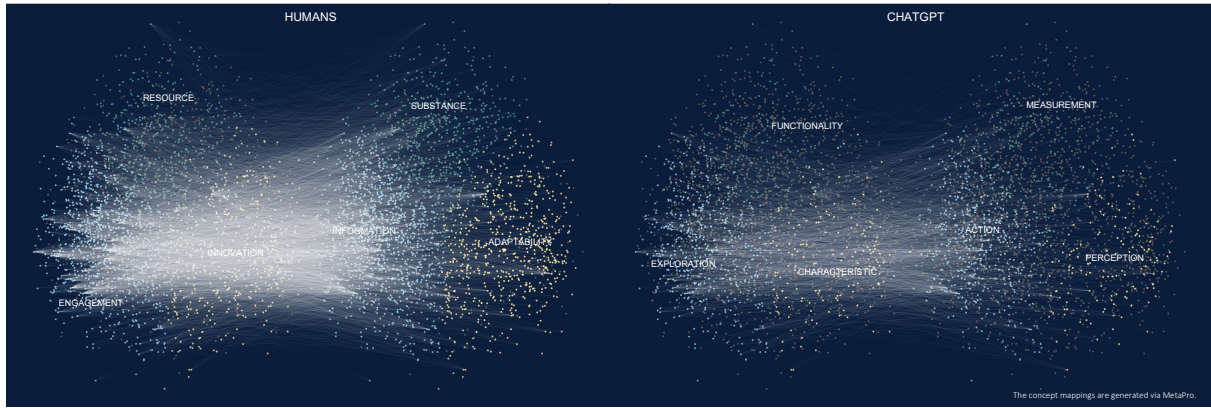 HUMANS
CHATGPT
RESOURCE
SUBSTANCE
INFORMATION
ADAPTABILITY
INNOVATION
ENGAGEMENT
MEASUREMENT
FUNCTIONALITY
ACTION
PERCEPTION
EXPLORATION
CHARACTERISTIC
The concept mappings are generated via MetaPro.